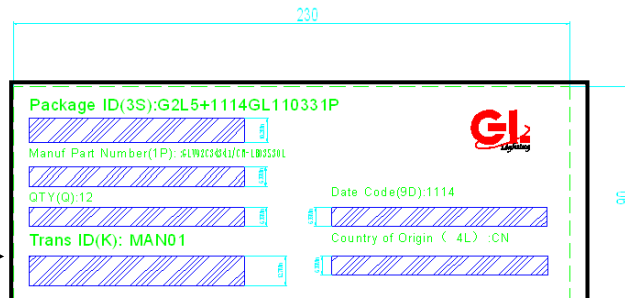 230
Package ID(3S):G2L5+1114GL110331P
GL
Lighting
Manuf Part Number(1P):
QTY(Q):12
Date Code(9D):1114
Trans ID(K): MAN01
Country of Origin ( 4L) :CN